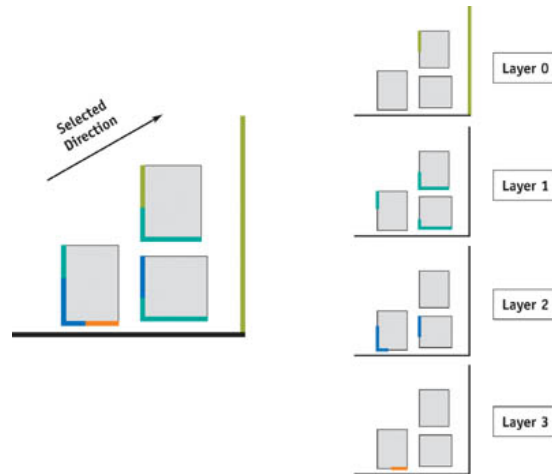 Selected
Direction
Layer 0
Layer 1
Layer 2
Layer 3